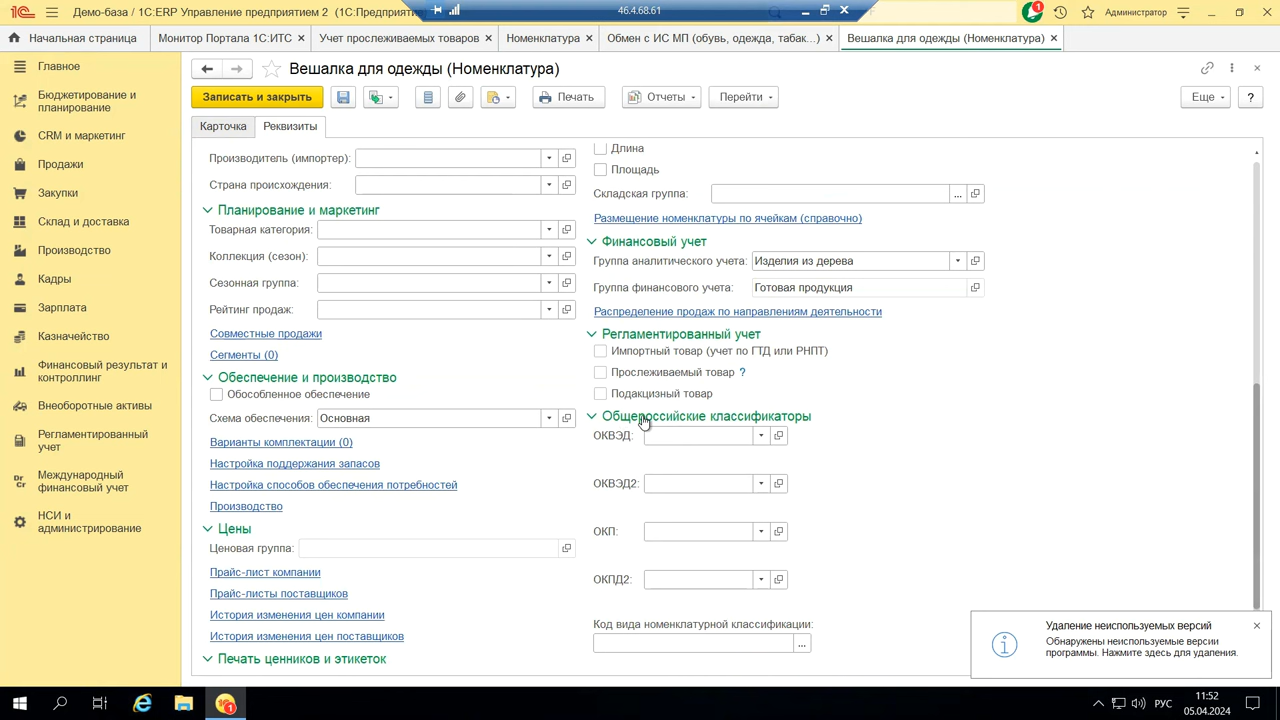 Демо-база / 1С:ERP Управление предприятием 2 (1С:Предприяти
46.4.68.61
1
Администратор
Начальная страница
Монитор Портала 1С:ИТС
Учет прослеживаемых товаров
Номенклатура
Обмен с ИС МП (обувь, одежда, табак...)
Вешалка для одежды (Номенклатура)
Главное
Бюджетирование и
планирование
CRM и маркетинг
Продажи
Закупки
Склад и доставка
Производство
Кадры
Зарплата
Казначейство
Финансовый результат и
контроллинг
Внеоборотные активы
Регламентированный
учет
Международный
финансовый учет
НСИ и
администрирование
Вешалка для одежды (Номенклатура)
Записать и закрыть
Печать
Отчеты
Перейти
Еще
?
Карточка
Реквизиты
Производитель (импортер):
Страна происхождения:
Планирование и маркетинг
Товарная категория:
Коллекция (сезон):
Сезонная группа:
Рейтинг продаж:
Совместные продажи
Сегменты (0)
Обеспечение и производство
Обособленное обеспечение
Схема обеспечения: Основная
Варианты комплектации (0)
Настройка поддержания запасов
Настройка способов обеспечения потребностей
Производство
Цены
Ценовая группа:
Прайс-лист компании
Прайс-листы поставщиков
История изменения цен компании
История изменения цен поставщиков
Печать ценников и этикеток
Длина
Площадь
Складская группа:
Размещение номенклатуры по ячейкам (справочно)
Финансовый учет
Группа аналитического учета: Изделия из дерева
Группа финансового учета: Готовая продукция
Распределение продаж по направлениям деятельности
Регламентированный учет
Импортный товар (учет по ГТД или РНПТ)
Прослеживаемый товар ?
Подакцизный товар
Общероссийские классификаторы
ОКВЭД:
ОКВЭД2:
ОКП:
ОКПД2:
Код вида номенклатурной классификации:
Удаление неиспользуемых версий
Обнаружены неиспользуемые версии
программы. Нажмите здесь для удаления.
1
РУС
11:52
05.04.2024